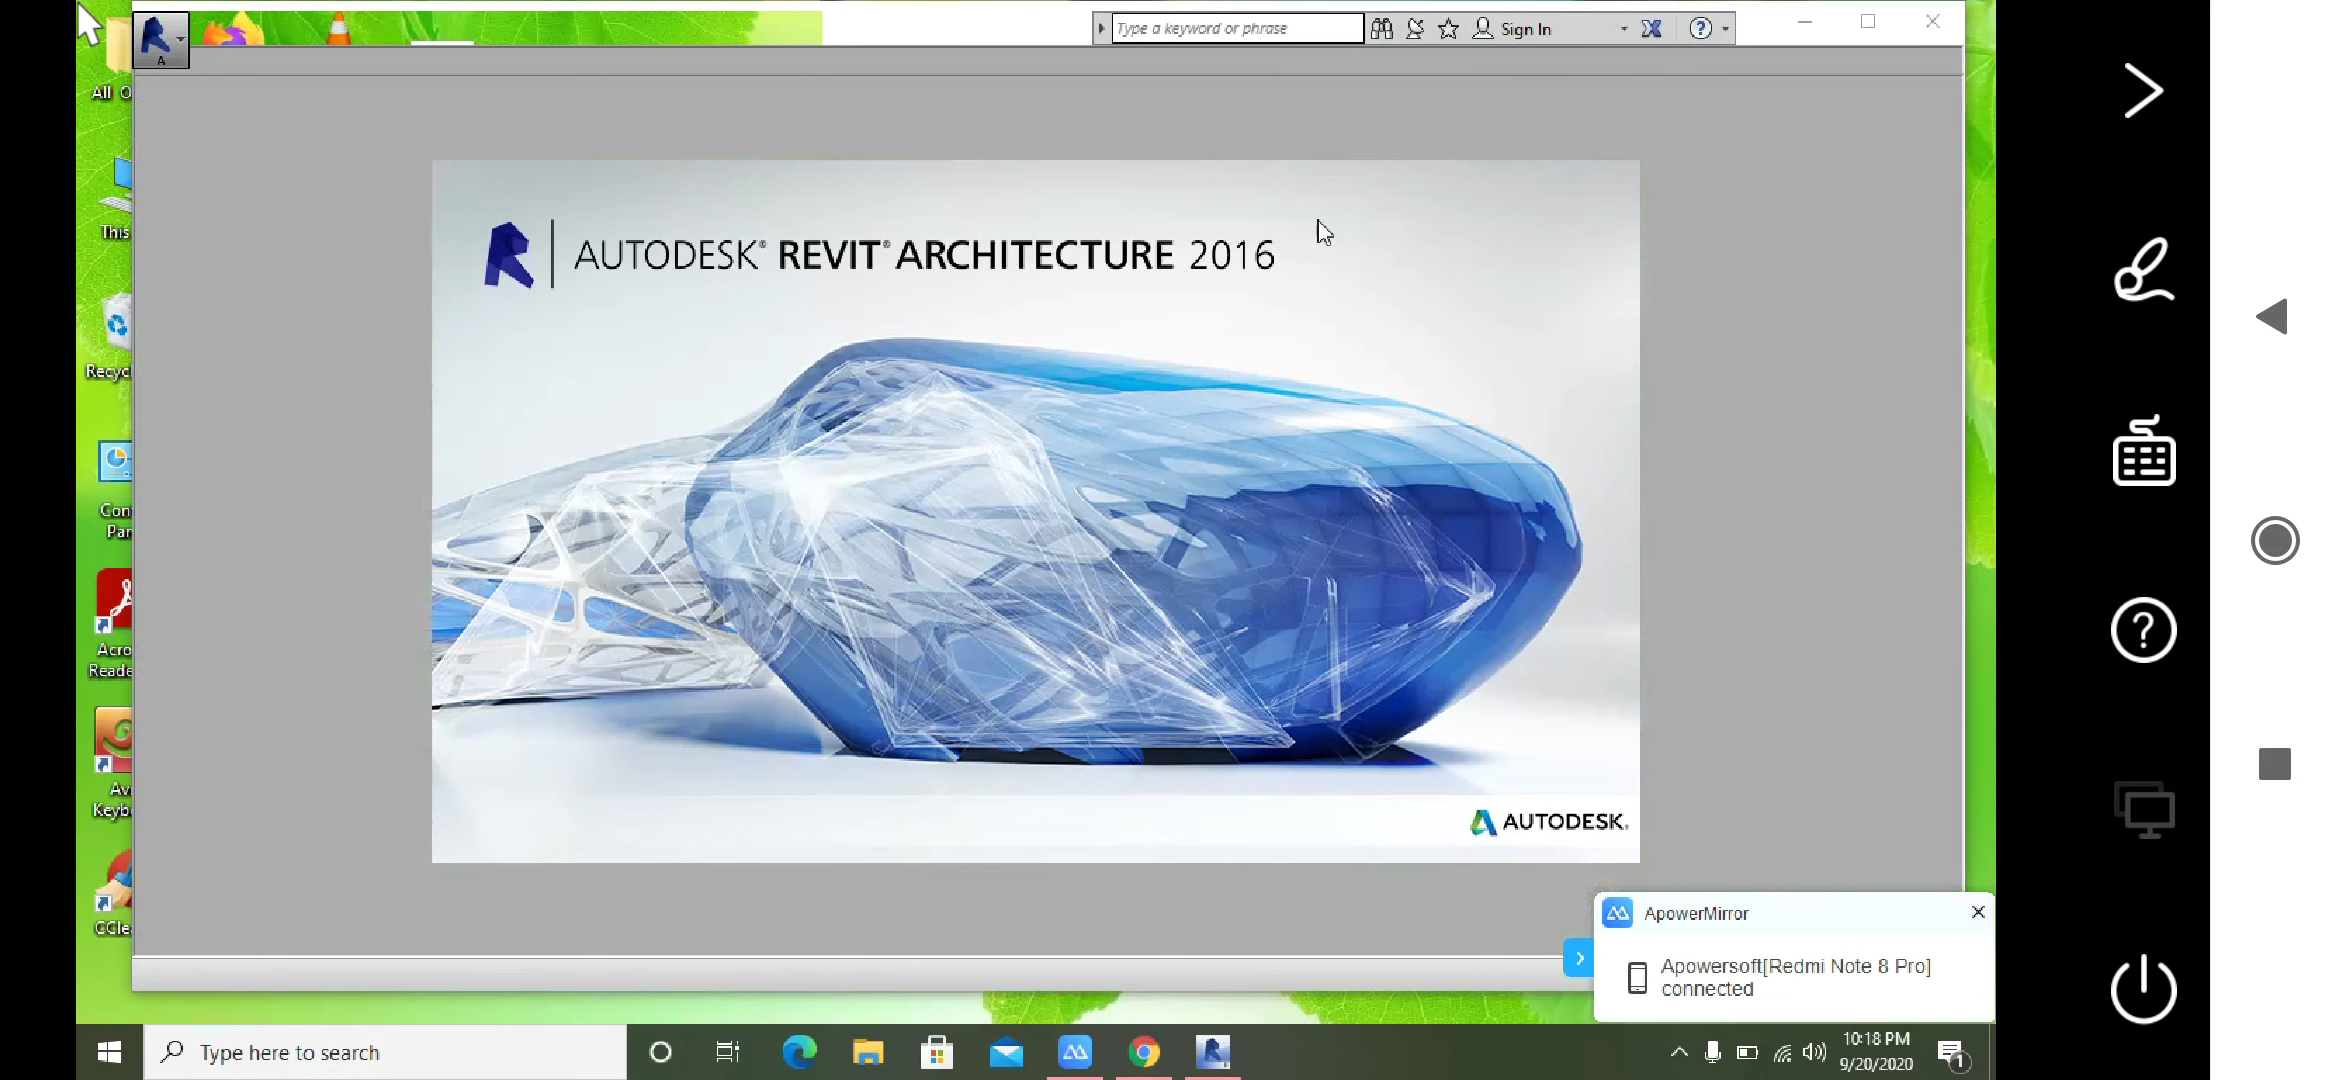 A
Type a keyword or phrase
Sign In
All O
This
AUTODESK® REVIT® ARCHITECTURE 2016
Recyc
Con
Par
Acro
Reade
Av
Keyb
CCle
AUTODESK®
ApowerMirror
Apowersoft[Redmi Note 8 Pro]
connected
Type here to search
10:18 PM
9/20/2020
1